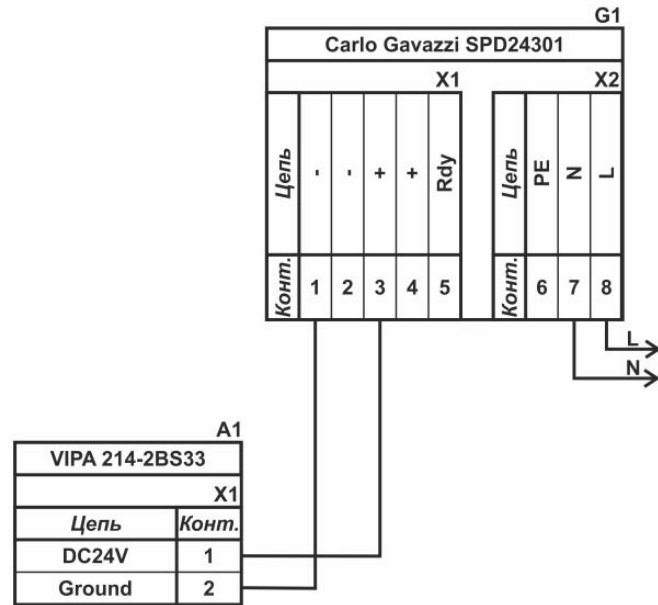 G1
Carlo Gavazzi SPD24301
X1 X2
Цепь - - + + Rdy Цепь PE N L
Конт. 1 2 3 4 5 Конт. 6 7 8
L
N
A1
VIPA 214-2BS33
X1
Цепь Конт.
DC24V 1
Ground 2